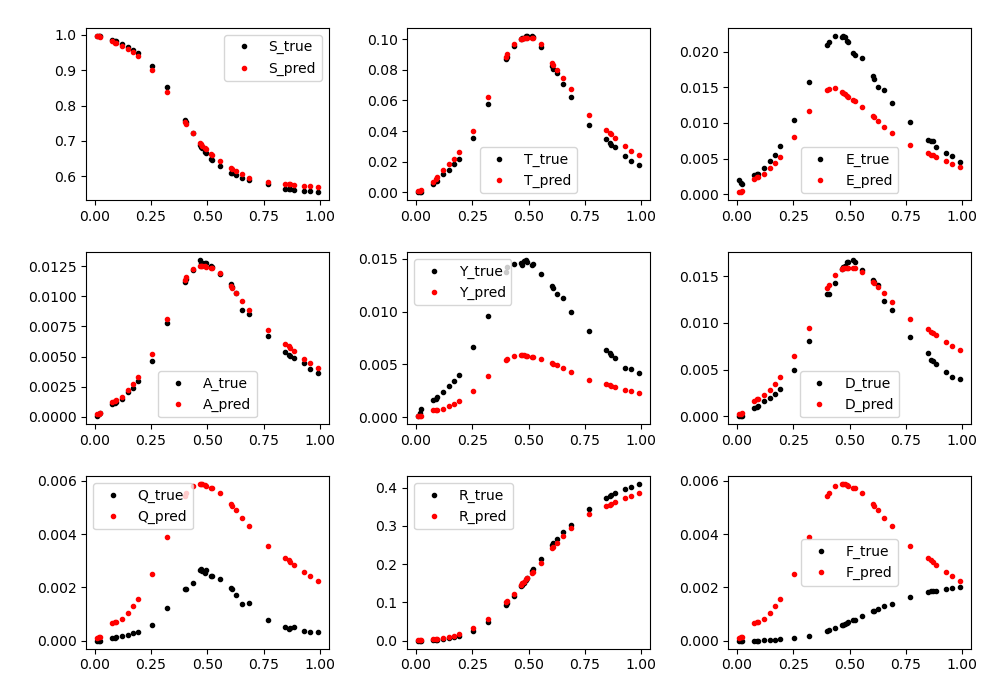 1.0
0.9
0.8
0.7
0.6
S_true
S_pred
0.00 0.25 0.50 0.75 1.00
0.10
0.08
0.06
0.04
0.02
0.00
T_true
T_pred
0.00 0.25 0.50 0.75 1.00
0.020
0.015
0.010
0.005
0.000
E_true
E_pred
0.00 0.25 0.50 0.75 1.00
0.0125
0.0100
0.0075
0.0050
0.0025
0.0000
A_true
A_pred
0.00 0.25 0.50 0.75 1.00
0.015
0.010
0.005
0.000
Y_true
Y_pred
0.00 0.25 0.50 0.75 1.00
0.015
0.010
0.005
0.000
D_true
D_pred
0.00 0.25 0.50 0.75 1.00
0.006
0.004
0.002
0.000
Q_true
Q_pred
0.00 0.25 0.50 0.75 1.00
0.4
0.3
0.2
0.1
0.0
R_true
R_pred
0.00 0.25 0.50 0.75 1.00
0.006
0.004
0.002
0.000
F_true
F_pred
0.00 0.25 0.50 0.75 1.00